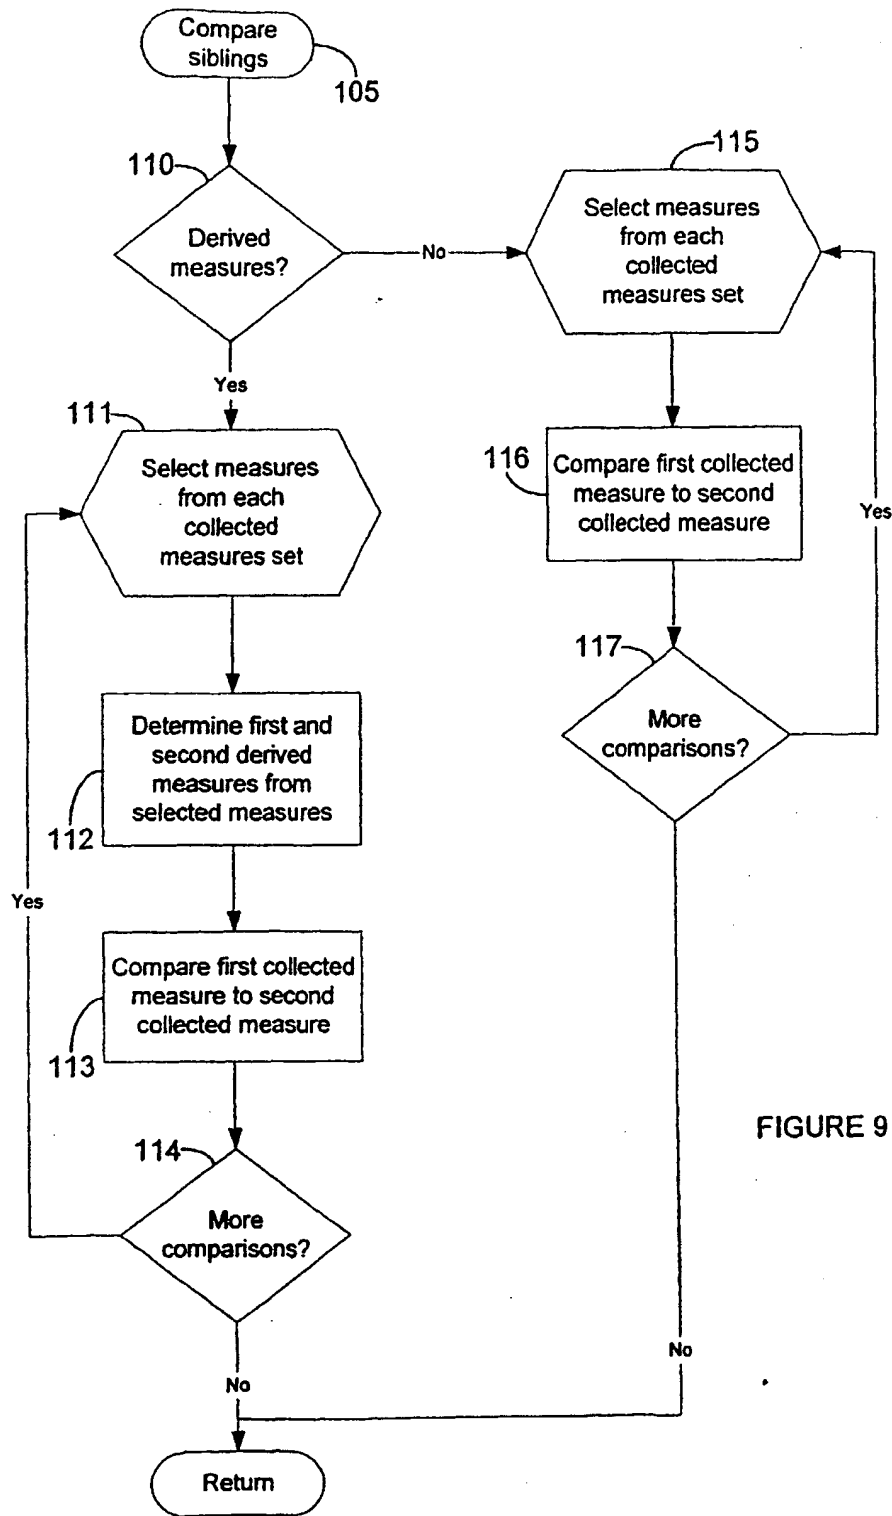 Compare
siblings
105
110
Derived
measures?
No
Yes
111
Select measures
from each
collected
measures set
Determine first and
second derived
measures from
selected measures
112
Yes
Compare first collected
measure to second
collected measure
113
114
More
comparisons?
No
Return
115
Select measures
from each
collected
measures set
116
Compare first collected
measure to second
collected measure
Yes
117
More
comparisons?
No
FIGURE 9